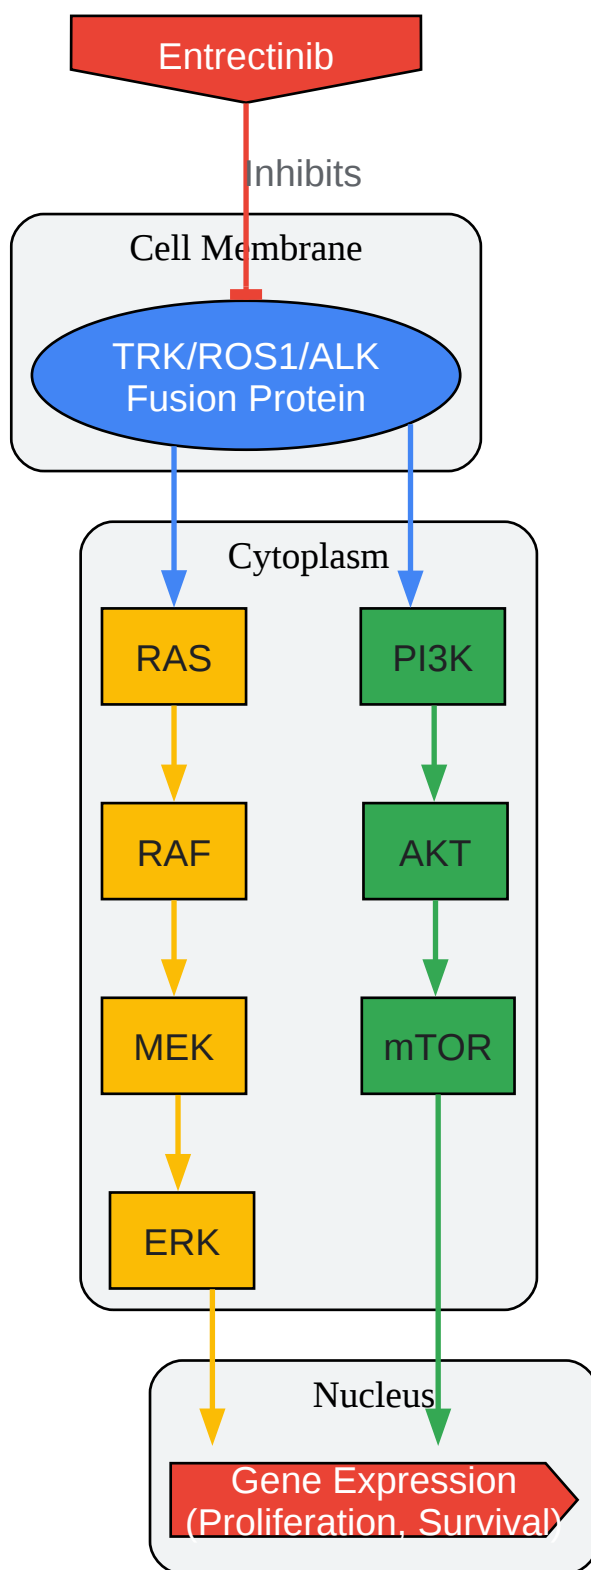 Entrectinib
Inhibits
Cell Membrane
TRK/ROS1/ALK
Fusion Protein
Cytoplasm
RAS
PI3K
RAF
AKT
MEK
mTOR
ERK
Nucleus
Gene Expression
(Proliferation, Survival)